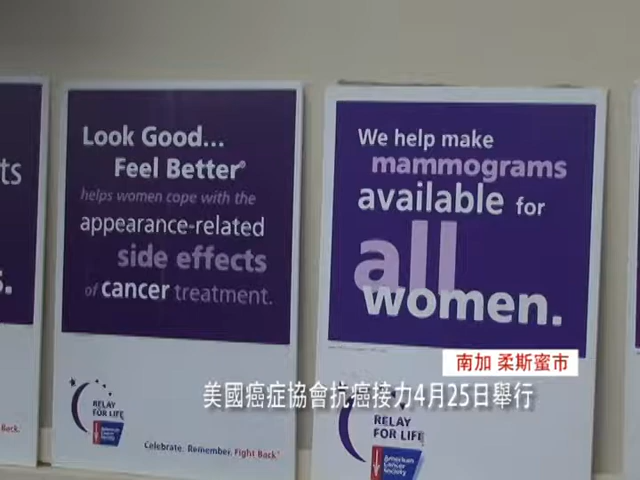 ts
s.
Back.
Look Good...
Feel Better®
helps women cope with the
appearance-related
side effects
of cancer treatment.
RELAY
FOR LIFE
American
Cancer
Society
Celebrate. Remember. Fight Back.
We help make
mammograms
available for
all
women.
RELAY
FOR LIFE
American
Cancer
Society
南加 柔斯蜜市
美國癌症協會抗癌接力4月25日舉行